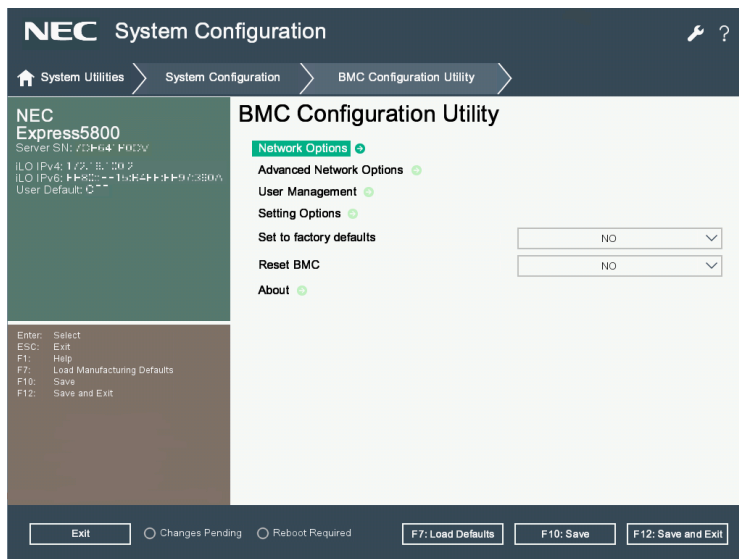 NEC System Configuration
?
System Utilities
System Configuration
BMC Configuration Utility
NEC
Express5800
Server SN:
iLO IPv4:
iLO IPv6:
User Default:
Enter: Select
ESC: Exit
F1: Help
F7: Load Manufacturing Defaults
F10: Save
F12: Save and Exit
BMC Configuration Utility
Network Options
Advanced Network Options
User Management
Setting Options
Set to factory defaults NO
Reset BMC NO
About
Exit
Changes Pending
Reboot Required
F7: Load Defaults
F10: Save
F12: Save and Exit